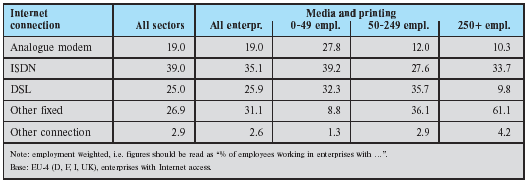 Internet Media and printing
connection All sectors All enterpr. 0-49 empl. 50-249 empl. 250+ empl.
Analogue modem 19.0 19.0 27.8 12.0 10.3
ISDN 39.0 35.1 39.2 27.6 33.7
DSL 25.0 25.9 32.3 35.7 9.8
Other fixed 26.9 31.1 8.8 36.1 61.1
Other connection 2.9 2.6 1.3 2.9 4.2
Note: employment weighted, i.e. figures should be read as "% of employees working in enterprises with ...".
Base: EU-4 (D, F, I, UK), enterprises with Internet access.